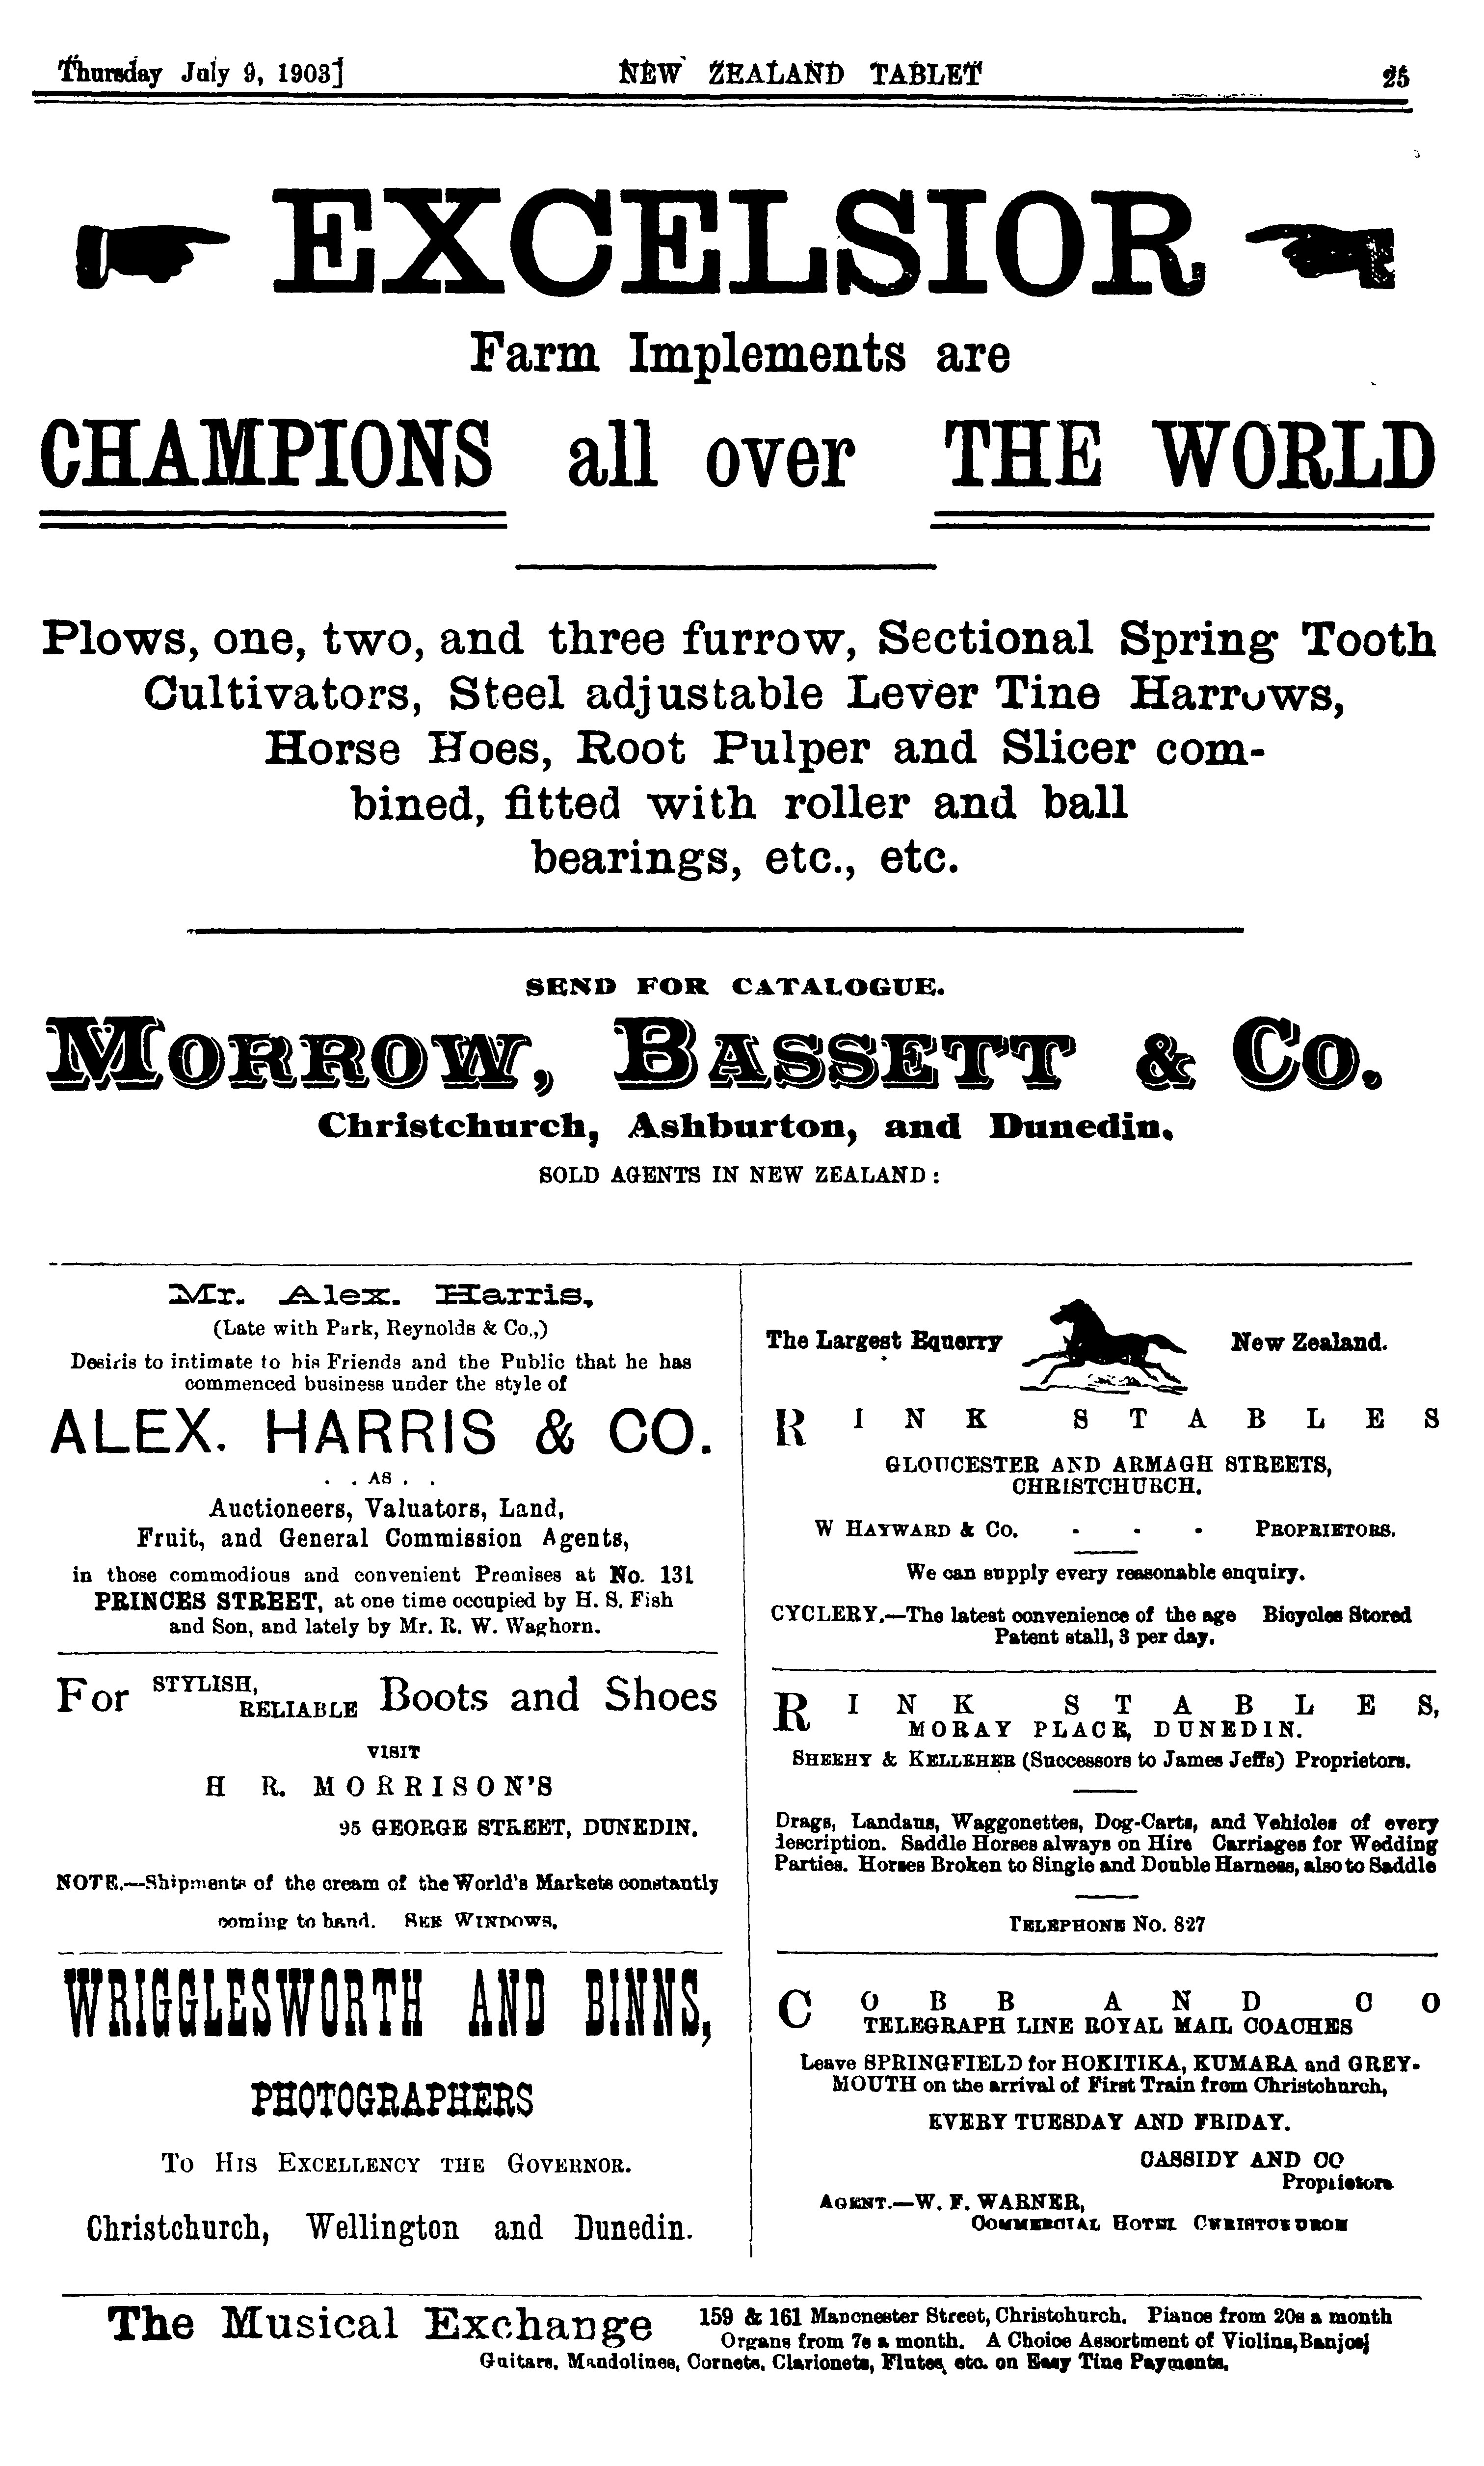 Thursday July 9, 1903]
NEW ZEALAND TABLET
25
EXCELSIOR
Farm Implements are
CHAMPIONS all over THE WORLD
Plows, one, two, and three furrow, Sectional Spring Tooth
Cultivators, Steel adjustable Lever Tine Harrows,
Horse Hoes, Root Pulper and Slicer com-
bined, fitted with roller and ball
bearings, etc., etc.
SEND FOR CATALOGUE.
MORROW, BASSETT & CO.
Christchurch, Ashburton, and Dunedin.
SOLD AGENTS IN NEW ZEALAND:
Mr. Alex. Harris,
(Late with Park, Reynolds & Co.,)
Desiris to intimate to his Friends and the Public that he has
commenced business under the style of
ALEX. HARRIS & CO.
. . AS . .
Auctioneers, Valuators, Land,
Fruit, and General Commission Agents,
in those commodious and convenient Premises at No. 131
PRINCES STREET, at one time occupied by H. S. Fish
and Son, and lately by Mr. R. W. Waghorn.
For STYLISH, RELIABLE Boots and Shoes
VISIT
H R. MORRISON'S
95 GEORGE STREET, DUNEDIN.
NOTE.—Shipments of the cream of the World's Markets constantly
coming to hand. SEE WINDOWS.
WRIGGLESWORTH AND BINNS,
PHOTOGRAPHERS
TO HIS EXCELLENCY THE GOVERNOR.
Christchurch, Wellington and Dunedin.
The Largest Equerry New Zealand.
RINK STABLES
GLOUCESTER AND ARMAGH STREETS,
CHRISTCHURCH.
W HAYWARD & CO. - - - PROPRIETORS.
We can supply every reasonable enquiry.
CYCLERY.—The latest convenience of the age Bicycles Stored
Patent stall, 3 per day.
RINK STABLES,
MORAY PLACE, DUNEDIN.
SHEEHY & KELLEHER (Successors to James Jeffs) Proprietors.
Drags, Landaus, Waggonettes, Dog-Carts, and Vehicles of every
description. Saddle Horses always on Hire Carriages for Wedding
Parties. Horses Broken to Single and Double Harness, also to Saddle
TELEPHONE NO. 827
COBB AND CO
TELEGRAPH LINE ROYAL MAIL COACHES
Leave SPRINGFIELD for HOKITIKA, KUMARA and GREY-
MOUTH on the arrival of First Train from Christchurch,
EVERY TUESDAY AND FRIDAY.
CASSIDY AND CO
Proprietors
AGENT.—W. F. WARNER,
COMMERCIAL HOTEL CHRISTCHURCH
The Musical Exchange 159 & 161 Manchester Street, Christchurch. Pianos from 20s a month
Organs from 7s a month. A Choice Assortment of Violins, Banjos,
Guitars, Mandolines, Cornets, Clarionets, Flutes, etc. on Easy Time Payments.